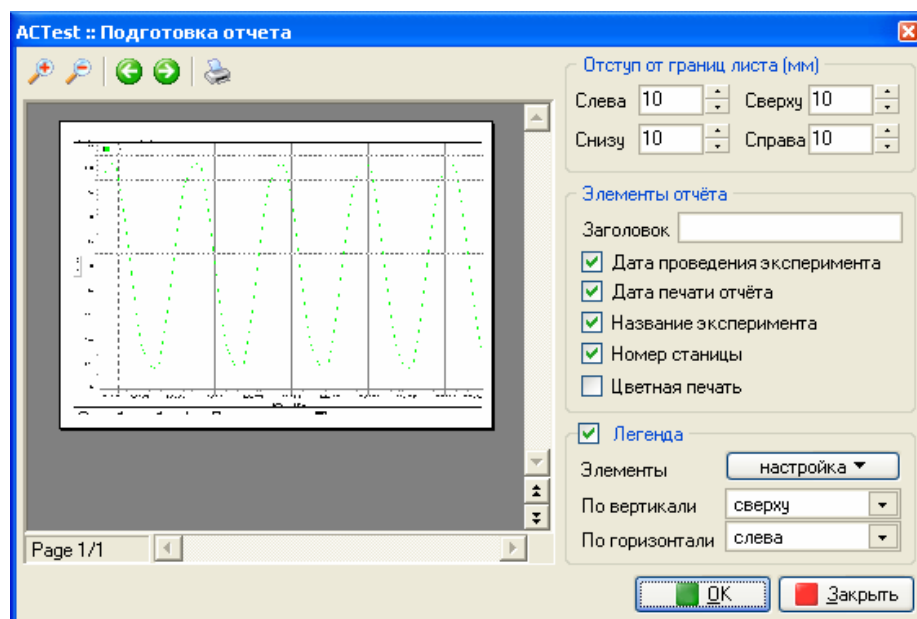 ACTest :: Подготовка отчета
Отступ от границ листа (мм)
Слева 10 Сверху 10
Снизу 10 Справа 10
Элементы отчёта
Заголовок
Дата проведения эксперимента
Дата печати отчёта
Название эксперимента
Номер станицы
Цветная печать
Легенда
Элементы настройка
По вертикали сверху
По горизонтали слева
Page 1/1
OK Закрыть